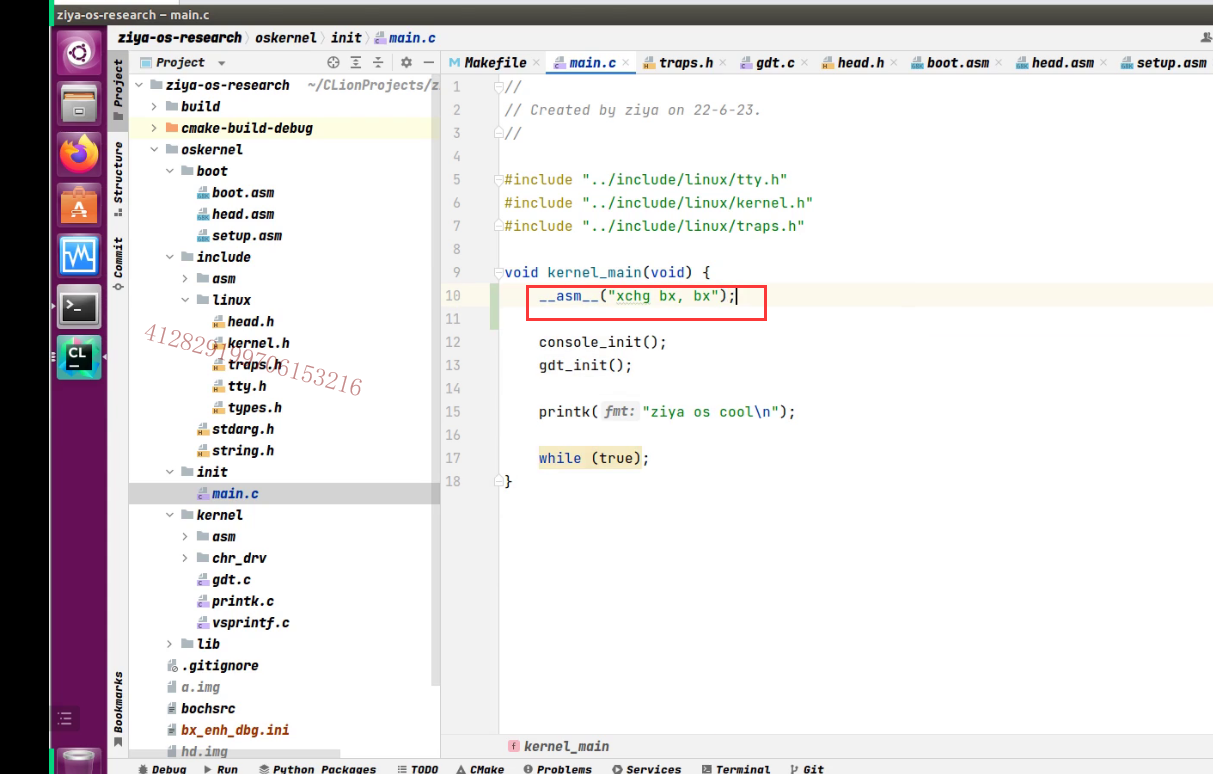 ziya-os-research – main.c
ziya-os-research oskernel init main.c
Project
Makefile main.c traps.h gdt.c head.h boot.asm head.asm setup.asm
Project
Structure
Commit
Bookmarks
ziya-os-research ~/CLionProjects/z
build
cmake-build-debug
oskernel
boot
boot.asm
head.asm
setup.asm
include
asm
linux
head.h
kernel.h
traps.h
tty.h
types.h
stdarg.h
string.h
init
main.c
kernel
asm
chr_drv
gdt.c
printk.c
vsprintf.c
lib
.gitignore
a.img
bochsrc
bx_enh_dbg.ini
hd.img
412829199706153216
1 //
2 // Created by ziya on 22-6-23.
3 //
4
5 #include "../include/linux/tty.h"
6 #include "../include/linux/kernel.h"
7 #include "../include/linux/traps.h"
8
9 void kernel_main(void) {
10 __asm__("xchg bx, bx");
11
12 console_init();
13 gdt_init();
14
15 printk( fmt: "ziya os cool\n");
16
17 while (true);
18 }
kernel_main
Debug Run Python Packages TODO CMake Problems Services Terminal Git